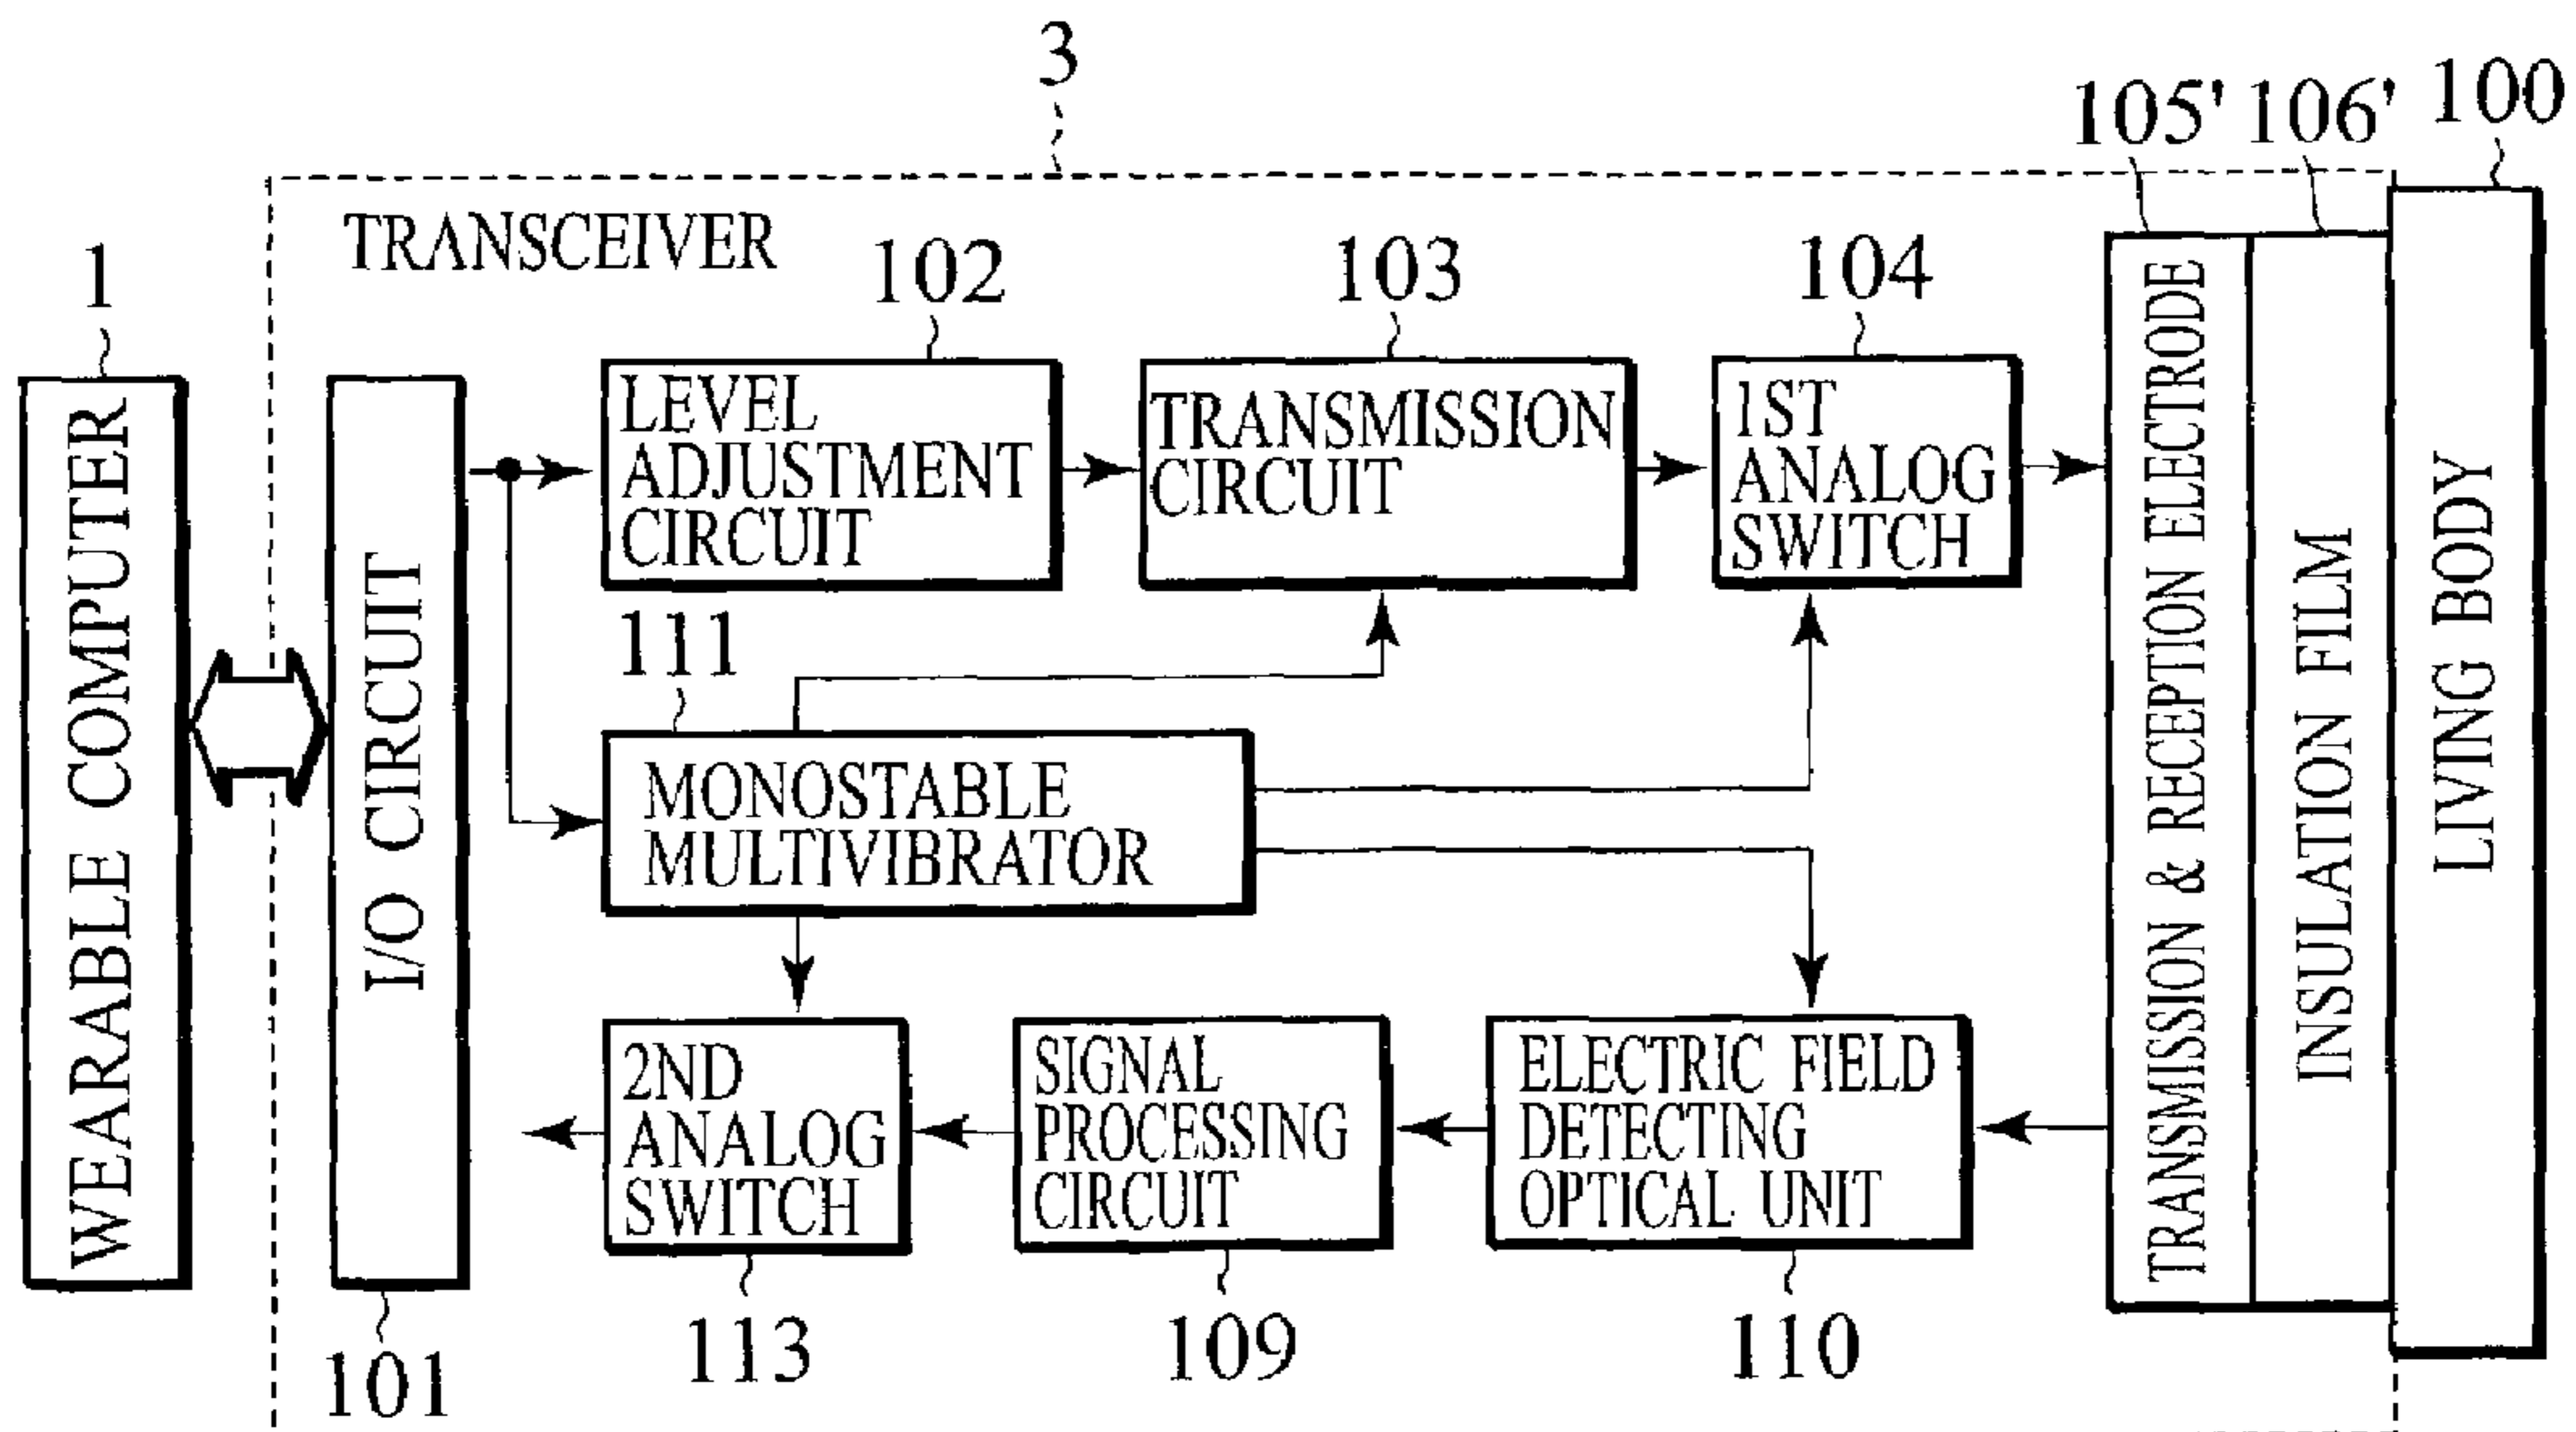 3
105' 106' 100
TRANSCEIVER
1
102
103
104
WEARABLE COMPUTER
I/O CIRCUIT
LEVEL
ADJUSTMENT
CIRCUIT
TRANSMISSION
CIRCUIT
1ST
ANALOG
SWITCH
TRANSMISSION & RECEPTION ELECTRODE
INSULATION FILM
LIVING BODY
111
MONOSTABLE
MULTIVIBRATOR
2ND
ANALOG
SWITCH
SIGNAL
PROCESSING
CIRCUIT
ELECTRIC FIELD
DETECTING
OPTICAL UNIT
101
113
109
110